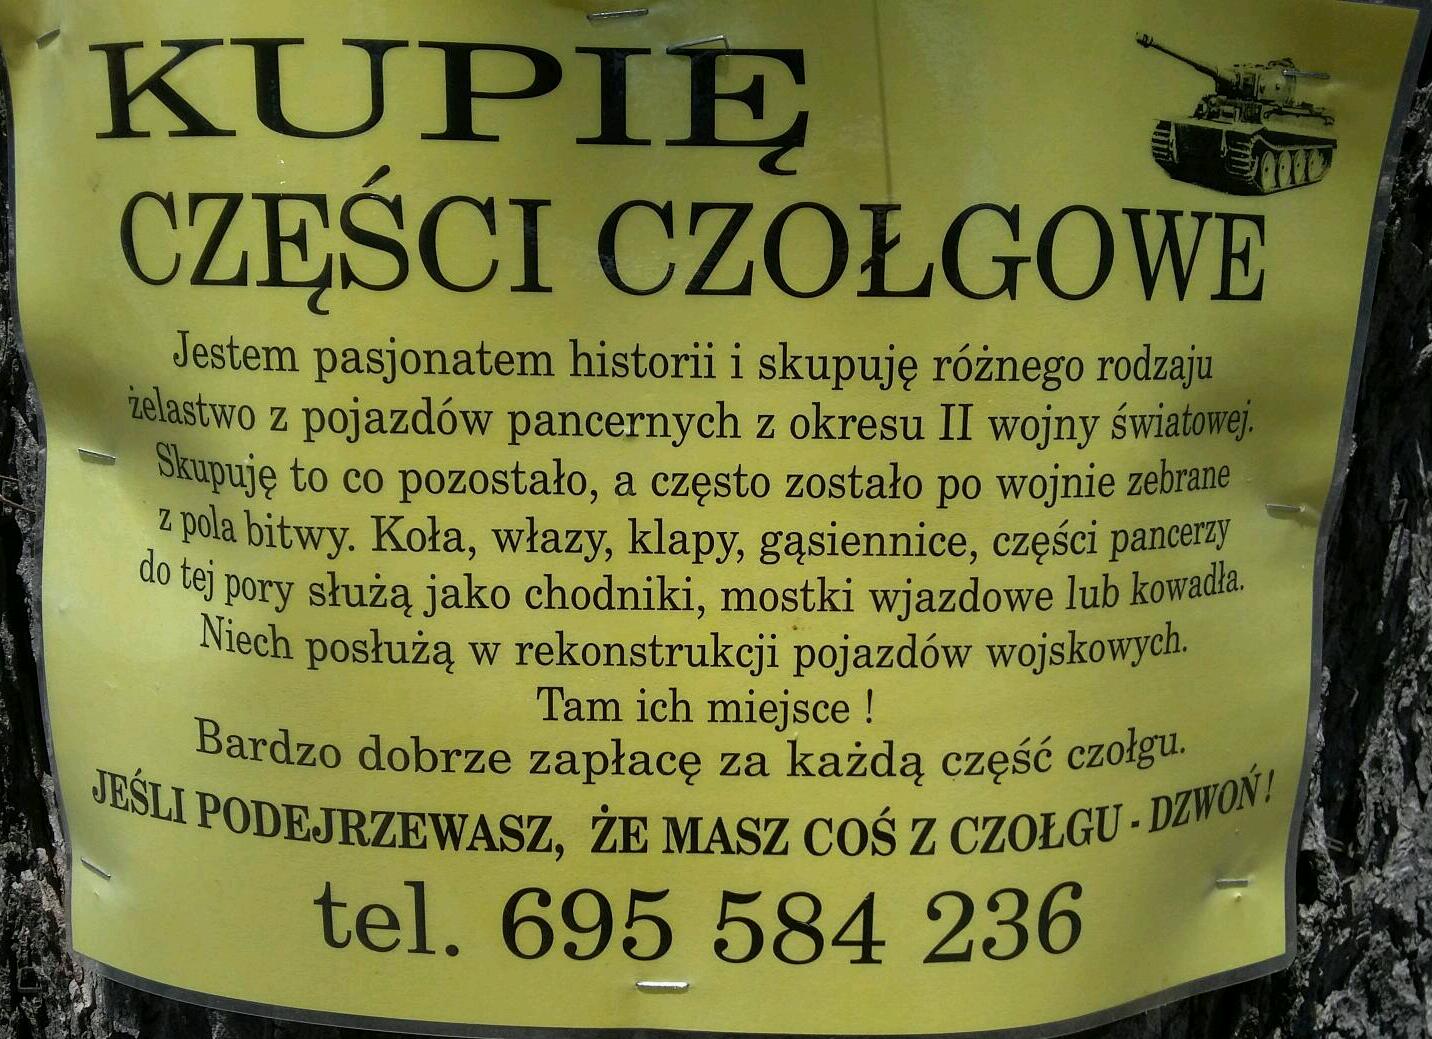 KUPIĘ
CZĘŚCI CZOŁGOWE
Jestem pasjonatem historii i skupuję różnego rodzaju
żelastwo z pojazdów pancernych z okresu II wojny światowej.
Skupuję to co pozostało, a często zostało po wojnie zebrane
z pola bitwy. Koła, włazy, klapy, gąsiennice, części pancerzy
do tej pory służą jako chodniki, mostki wjazdowe lub kowadła.
Niech posłużą w rekonstrukcji pojazdów wojskowych.
Tam ich miejsce !
Bardzo dobrze zapłacę za każdą część czołgu.
JEŚLI PODEJRZEWASZ, ŻE MASZ COŚ Z CZOŁGU - DZWOŃ!
tel. 695 584 236